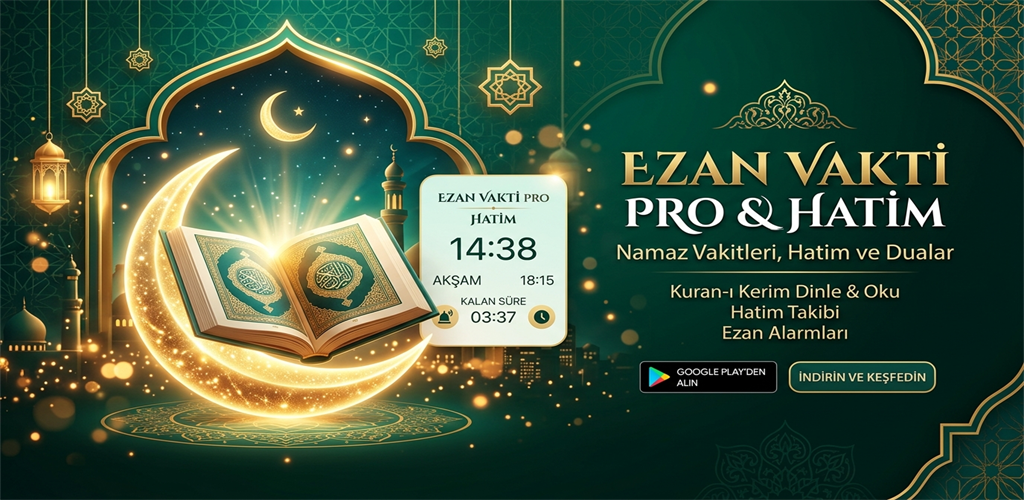 EZAN VAKTİ PRO
HATİM
14:38
AKŞAM 18:15
KALAN SÜRE
03:37
EZAN VAKTİ
PRO & HATİM
Namaz Vakitleri, Hatim ve Dualar
Kuran-ı Kerim Dinle & Oku
Hatim Takibi
Ezan Alarmları
GOOGLE PLAY'DEN
ALIN
İNDİRİN VE KEŞFEDİN